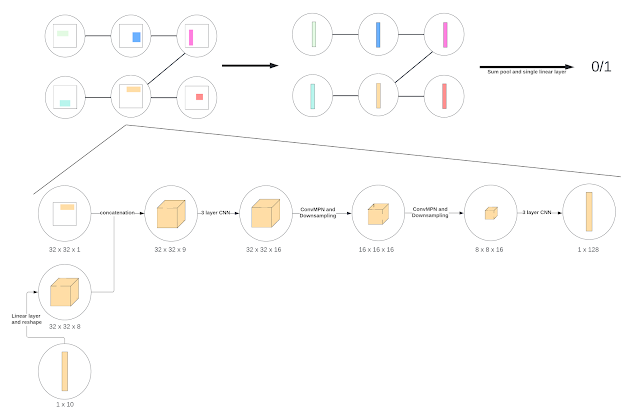 0/1
Sum pool and single linear layer
concatenation
3 layer CNN
ConvMPN and
Downsampling
ConvMPN and
Downsampling
3 layer CNN
32 x 32 x 1
32 x 32 x 9
32 x 32 x 16
16 x 16 x 16
8 x 8 x 16
1 x 128
Linear layer
and reshape
32 x 32 x 8
1 x 10